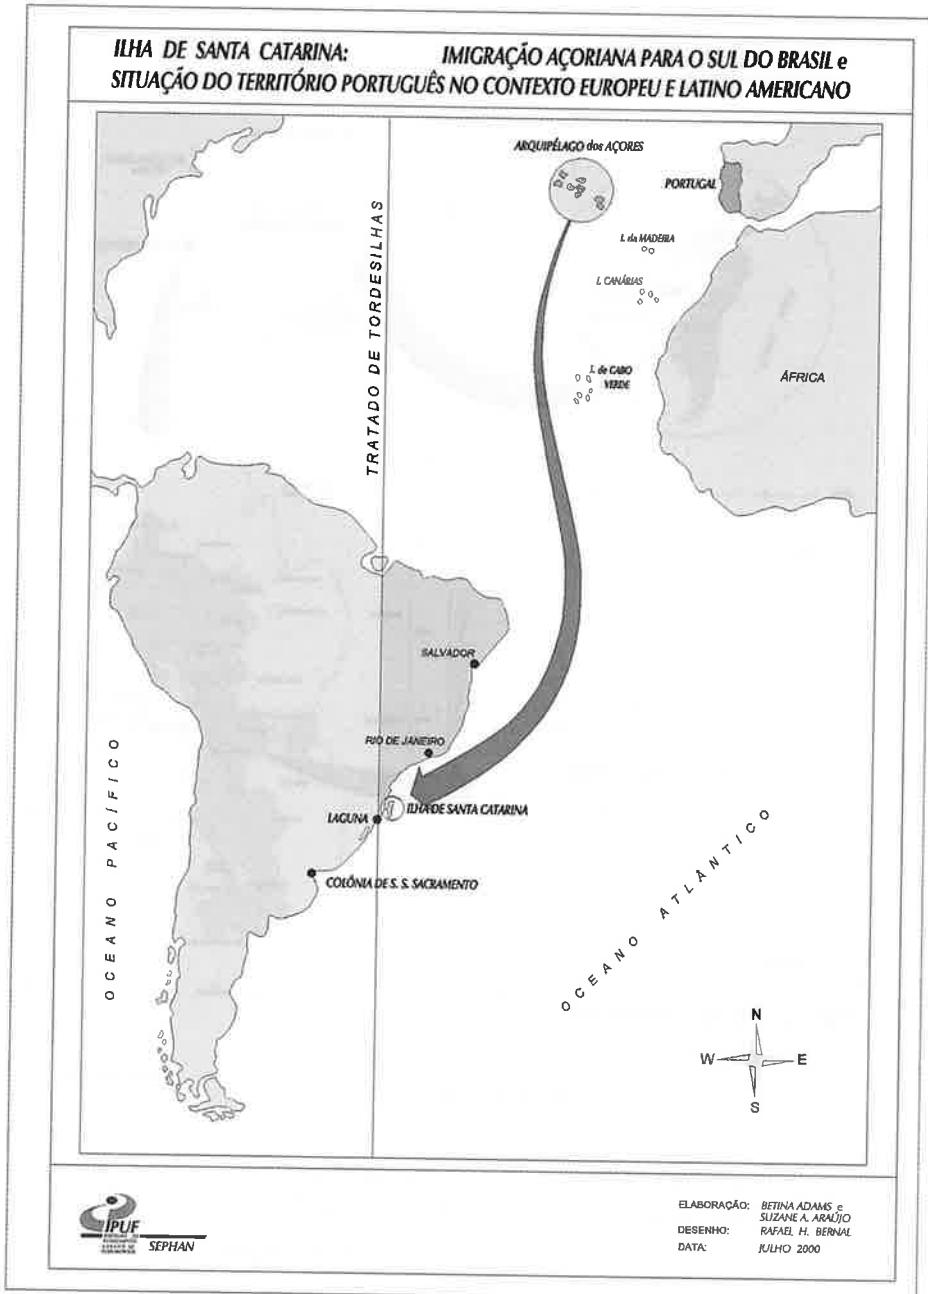 ILHA DE SANTA CATARINA: IMIGRAÇÃO AÇORIANA PARA O SUL DO BRASIL e
SITUAÇÃO DO TERRITÓRIO PORTUGUÊS NO CONTEXTO EUROPEU E LATINO AMERICANO
ARQUIPÉLAGO dos AÇORES
PORTUGAL
I. da MADEIRA
I. CANÁRIAS
I. de CABO
VERDE
ÁFRICA
TRATADO DE TORDESILHAS
SALVADOR
RIO DE JANEIRO
ILHA DE SANTA CATARINA
LAGUNA
COLÔNIA DE S. S. SACRAMENTO
OCEANO PACÍFICO
OCEANO ATLÂNTICO
N
W E
S
IPUF
SEPHAN
ELABORAÇÃO: BETINA ADAMS e
SUZANE A. ARAÚJO
DESENHO: RAFAEL H. BERNAL
DATA: JULHO 2000